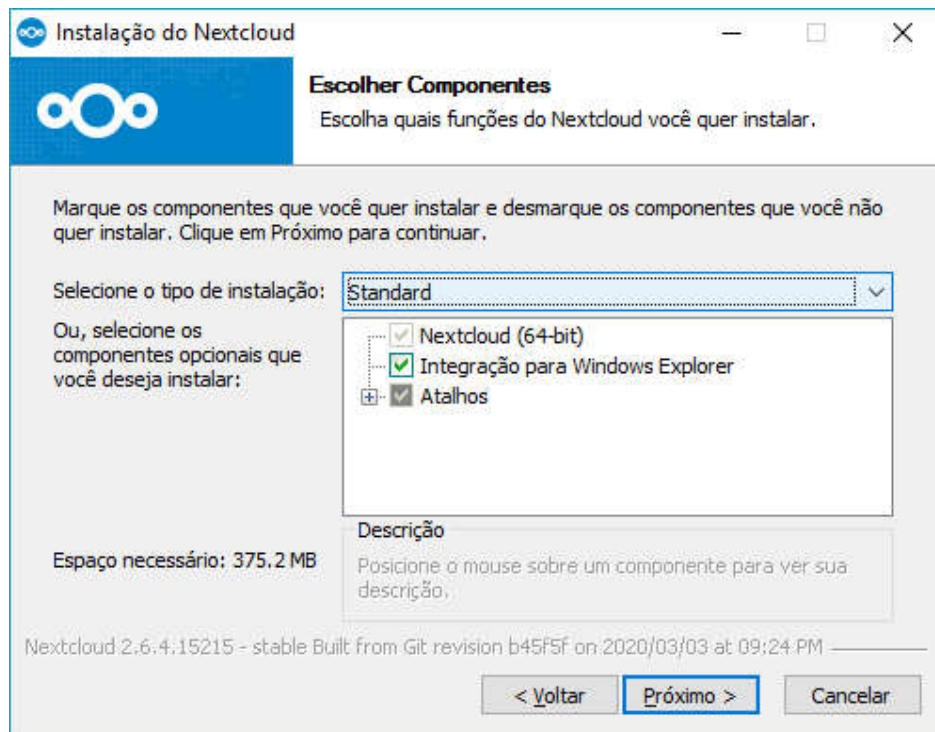 Instalação do Nextcloud
Escolher Componentes
Escolha quais funções do Nextcloud você quer instalar.
Marque os componentes que você quer instalar e desmarque os componentes que você não
quer instalar. Clique em Próximo para continuar.
Selecione o tipo de instalação:
Standard
Ou, selecione os
componentes opcionais que
você deseja instalar:
Nextcloud (64-bit)
Integração para Windows Explorer
Atalhos
Espaço necessário: 375.2 MB
Descrição
Posicione o mouse sobre um componente para ver sua
descrição.
Nextcloud 2.6.4.15215 - stable Built from Git revision b45f5f on 2020/03/03 at 09:24 PM
< Voltar
Próximo >
Cancelar